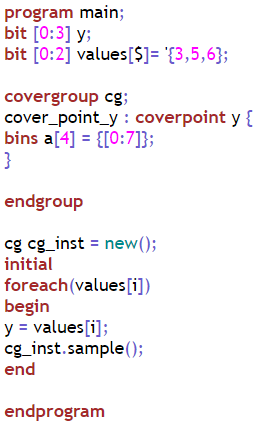 program main;
bit [0:3] y;
bit [0:2] values[$]= '{3,5,6};
covergroup cg;
cover_point_y : coverpoint y {
bins a[4] = {[0:7]};
}
endgroup
cg cg_inst = new();
initial
foreach(values[i])
begin
y = values[i];
cg_inst.sample();
end
endprogram